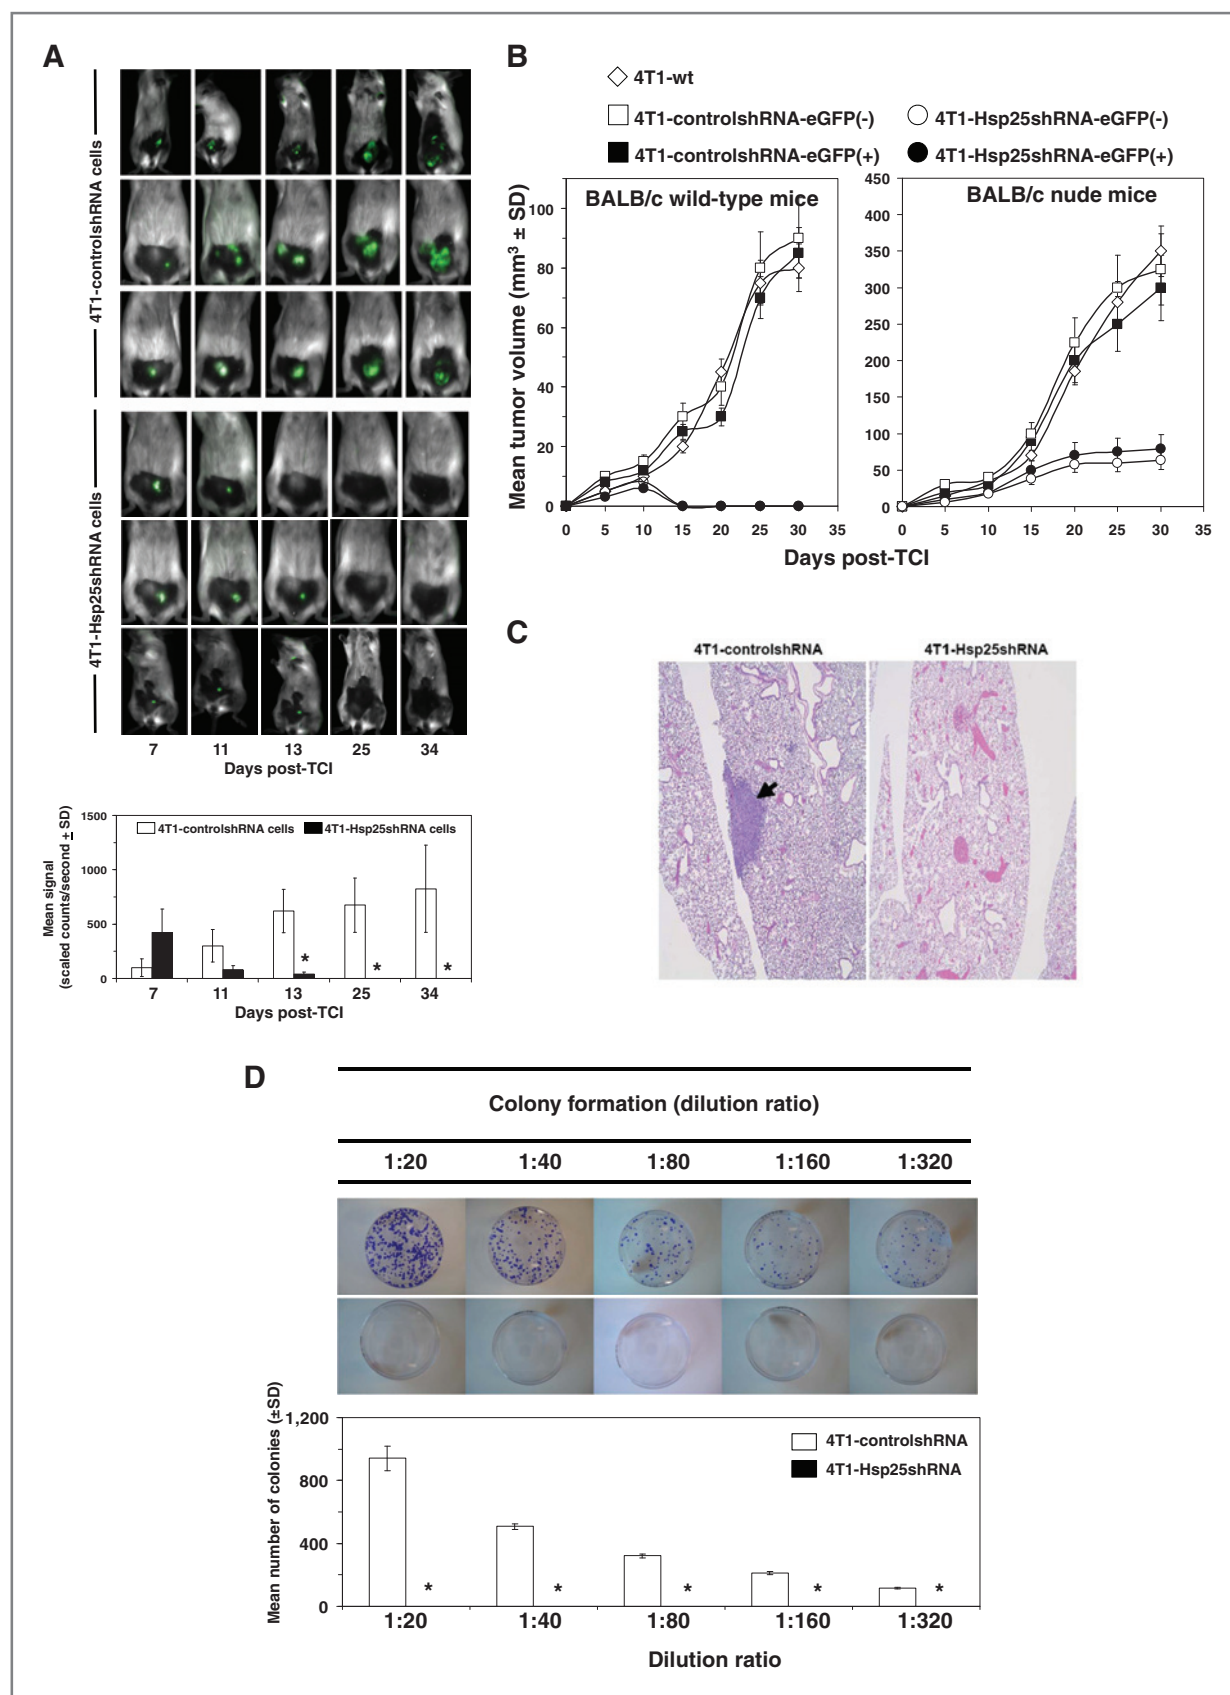 A
4T1-controlshRNA cells
4T1-Hsp25shRNA cells
7 11 13 25 34
Days post-TCI
Mean signal
(scaled counts/second ± SD)
1500
1000
500
0
4T1-controlshRNA cells 4T1-Hsp25shRNA cells
* * *
7 11 13 25 34
Days post-TCI
B
4T1-wt
4T1-controlshRNA-eGFP(-) 4T1-Hsp25shRNA-eGFP(-)
4T1-controlshRNA-eGFP(+) 4T1-Hsp25shRNA-eGFP(+)
Mean tumor volume (mm³ ± SD)
BALB/c wild-type mice
100
80
60
40
20
0
0 5 10 15 20 25 30 35
BALB/c nude mice
450
400
350
300
250
200
150
100
50
0
0 5 10 15 20 25 30 35
Days post-TCI
C
4T1-controlshRNA 4T1-Hsp25shRNA
D
Colony formation (dilution ratio)
1:20 1:40 1:80 1:160 1:320
Mean number of colonies (±SD)
1,200
800
400
0
4T1-controlshRNA
4T1-Hsp25shRNA
* * * * *
1:20 1:40 1:80 1:160 1:320
Dilution ratio